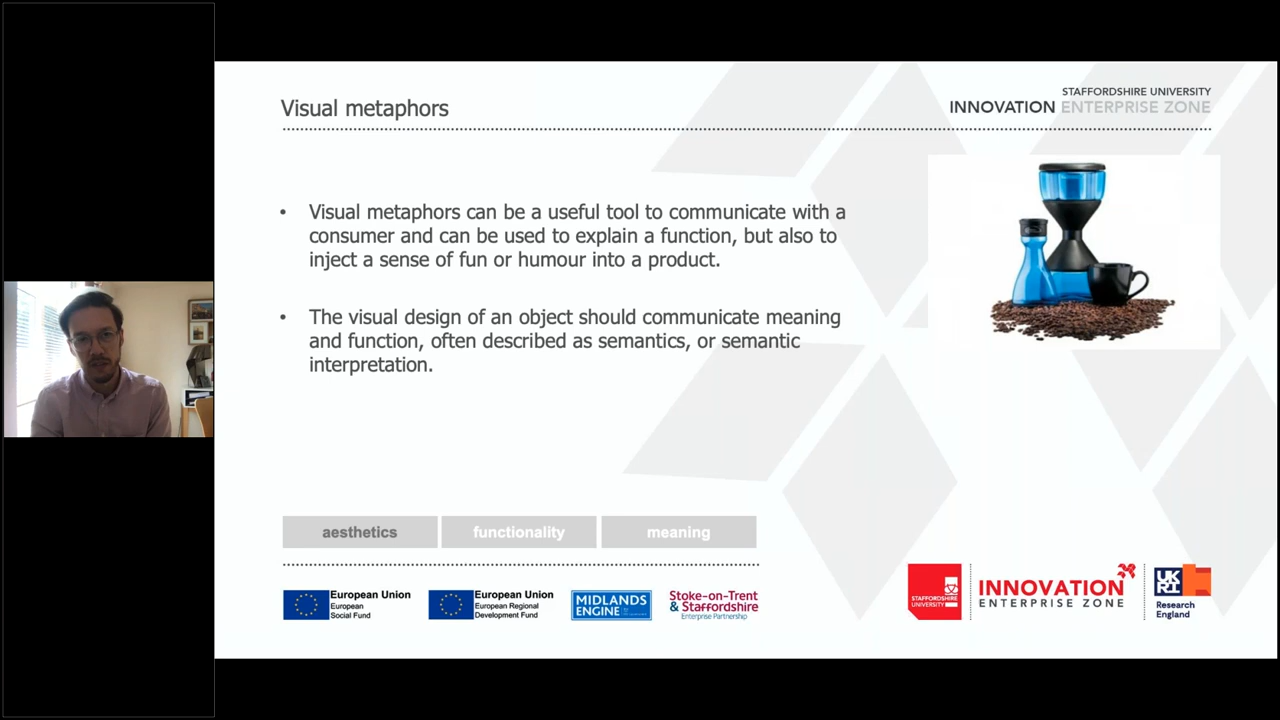 Visual metaphors
STAFFORDSHIRE UNIVERSITY
INNOVATION ENTERPRISE ZONE
• Visual metaphors can be a useful tool to communicate with a
consumer and can be used to explain a function, but also to
inject a sense of fun or humour into a product.
• The visual design of an object should communicate meaning
and function, often described as semantics, or semantic
interpretation.
aesthetics
functionality
meaning
European Union
European
Social Fund
European Union
European Regional
Development Fund
MIDLANDS
ENGINE
Stoke-on-Trent
& Staffordshire
Enterprise Partnership
STAFFORDSHIRE
UNIVERSITY
INNOVATION
ENTERPRISE ZONE
UK
RI
Research
England